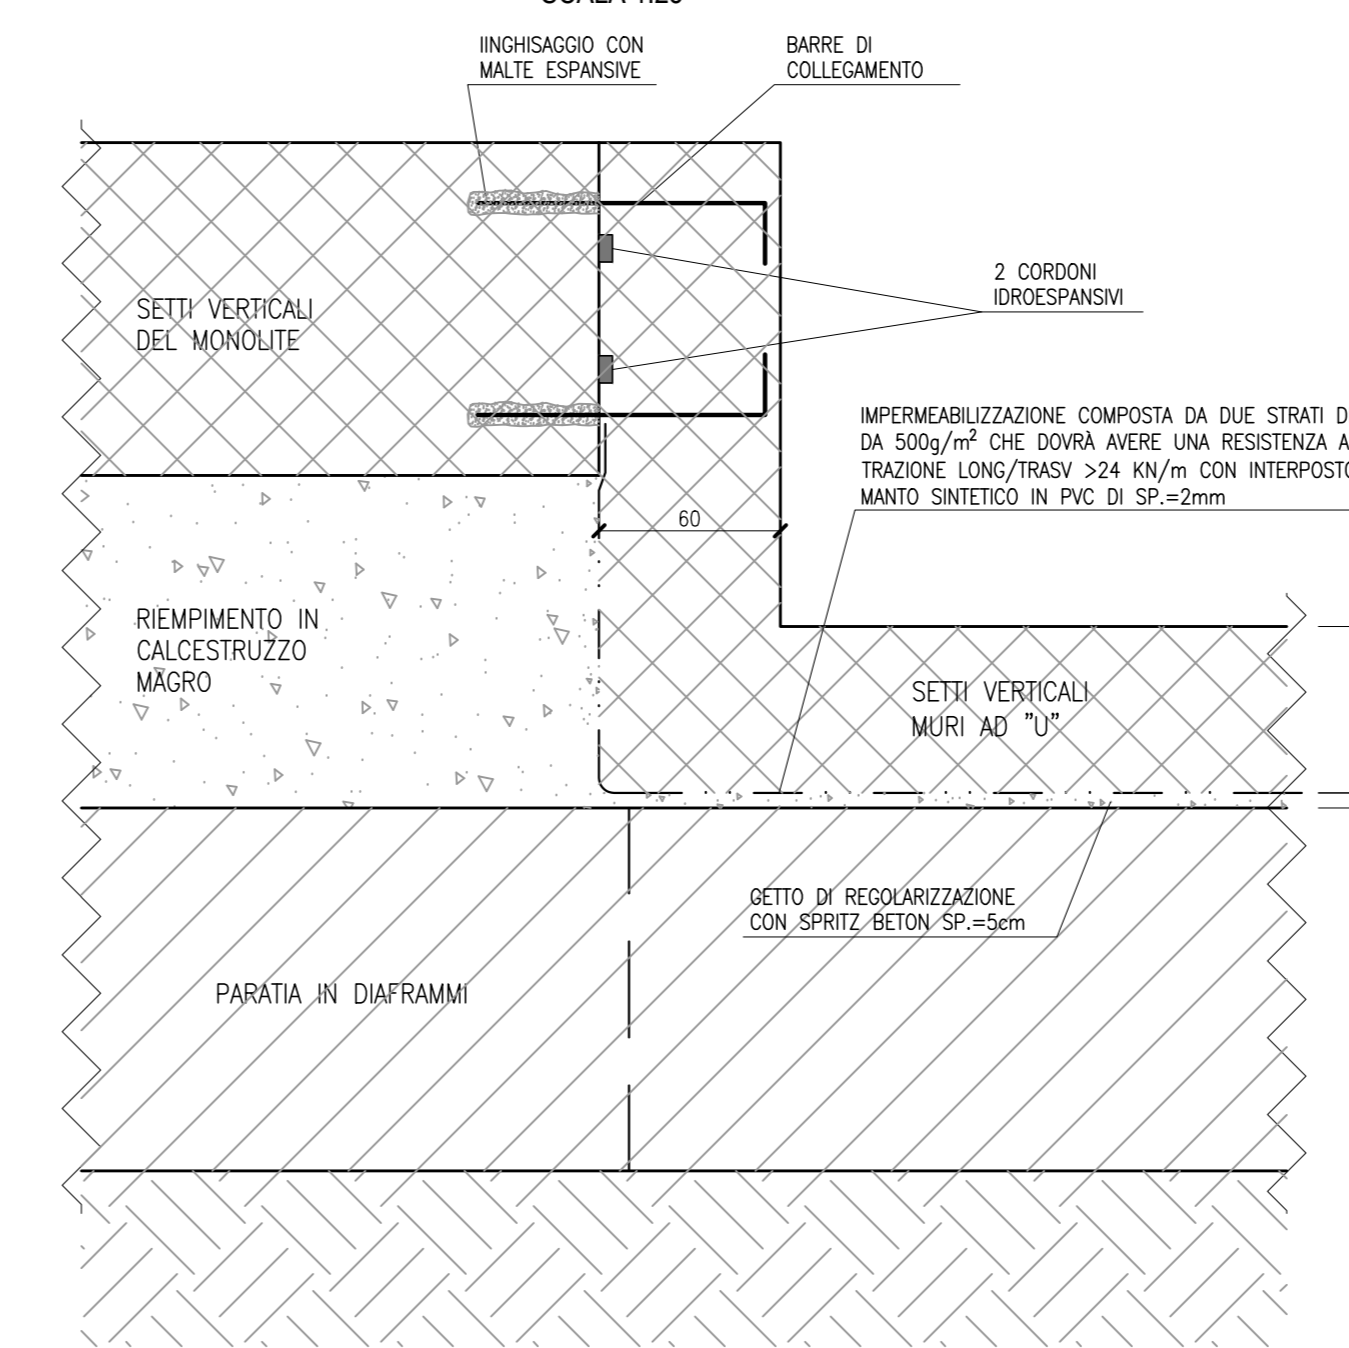 IINGHISAGGIO CON
MALTE ESPANSIVE
BARRE DI
COLLEGAMENTO
2 CORDONI
IDROESPANSIVI
SETTI VERTICALI
DEL MONOLITE
IMPERMEABILIZZAZIONE COMPOSTA DA DUE STRATI D
DA 500g/m² CHE DOVRÀ AVERE UNA RESISTENZA A
TRAZIONE LONG/TRASV >24 KN/m CON INTERPOSTO
MANTO SINTETICO IN PVC DI SP.=2mm
60
RIEMPIMENTO IN
CALCESTRUZZO
MAGRO
SETTI VERTICALI
MURI AD "U"
GETTO DI REGOLARIZZAZIONE
CON SPRITZ BETON SP.=5cm
PARATIA IN DIAFRAMMI